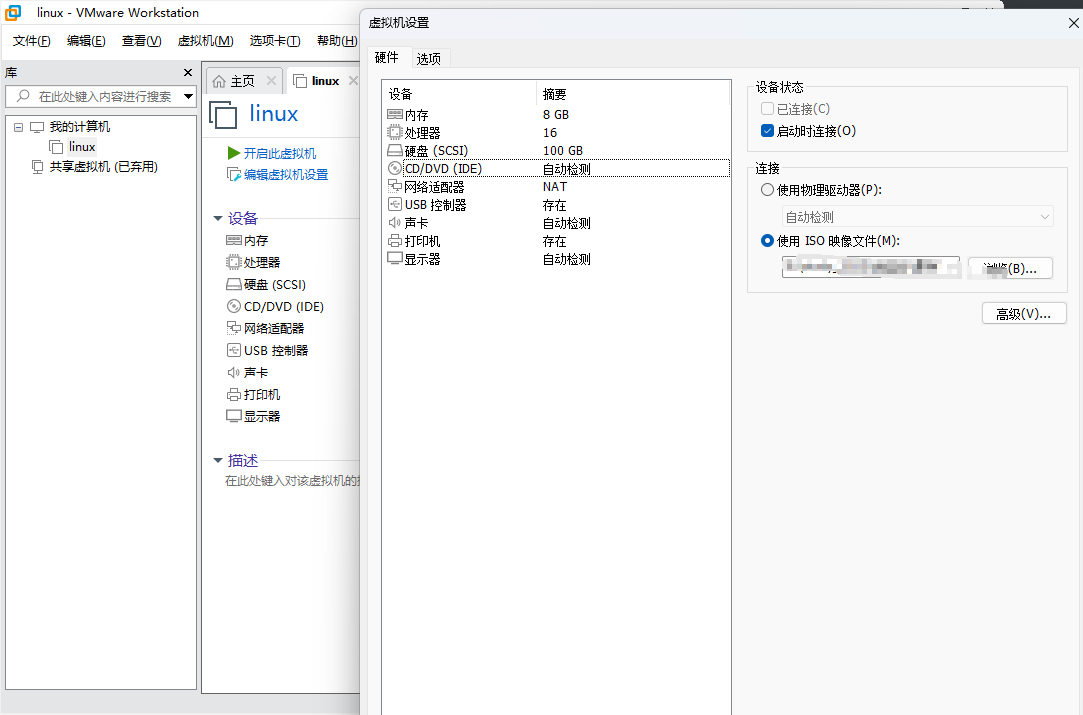 linux - VMware Workstation
文件(F) 编辑(E) 查看(V) 虚拟机(M) 选项卡(T) 帮助(H)
库
在此处键入内容进行搜索
我的计算机
linux
共享虚拟机 (已弃用)
主页 linux
linux
开启此虚拟机
编辑虚拟机设置
设备
内存
处理器
硬盘 (SCSI)
CD/DVD (IDE)
网络适配器
USB 控制器
声卡
打印机
显示器
描述
在此处键入对该虚拟机的
虚拟机设置
硬件 选项
设备 摘要
内存 8 GB
处理器 16
硬盘 (SCSI) 100 GB
CD/DVD (IDE) 自动检测
网络适配器 NAT
USB 控制器 存在
声卡 自动检测
打印机 存在
显示器 自动检测
设备状态
已连接(C)
启动时连接(O)
连接
使用物理驱动器(P):
自动检测
使用 ISO 映像文件(M):
浏览(B)...
高级(V)...